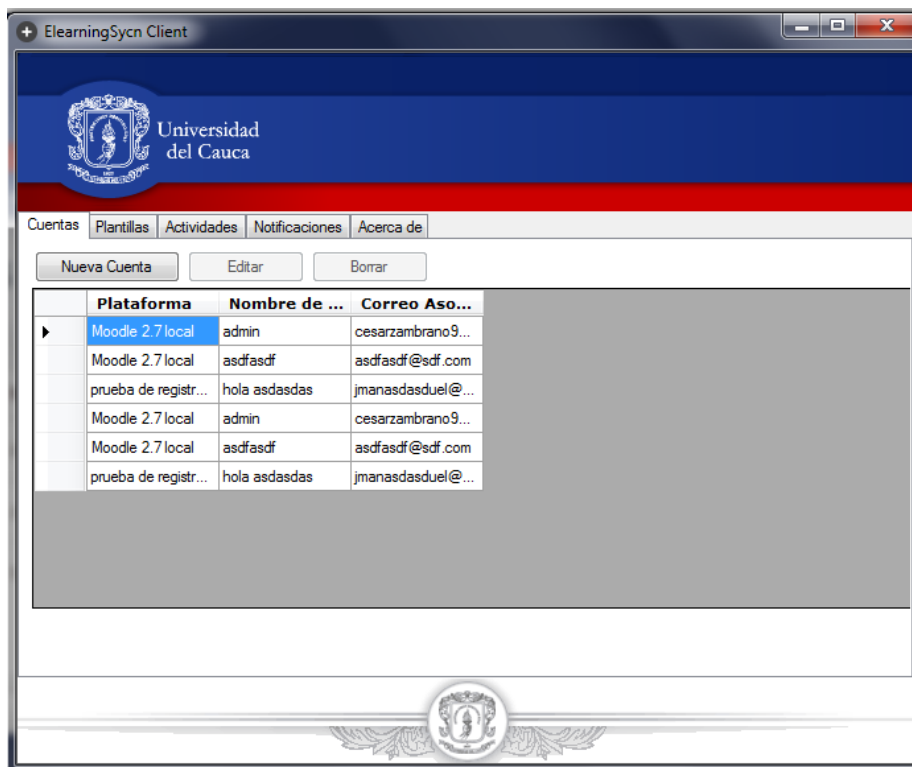 ElearningSycn Client
Universidad
del Cauca
Cuentas Plantillas Actividades Notificaciones Acerca de
Nueva Cuenta Editar Borrar
Plataforma Nombre de ... Correo Aso...
Moodle 2.7 local admin cesarzambrano9...
Moodle 2.7 local asdfasdf asdfasdf@sdf.com
prueba de registr... hola asdasdas jmanasdasduel@...
Moodle 2.7 local admin cesarzambrano9...
Moodle 2.7 local asdfasdf asdfasdf@sdf.com
prueba de registr... hola asdasdas jmanasdasduel@...